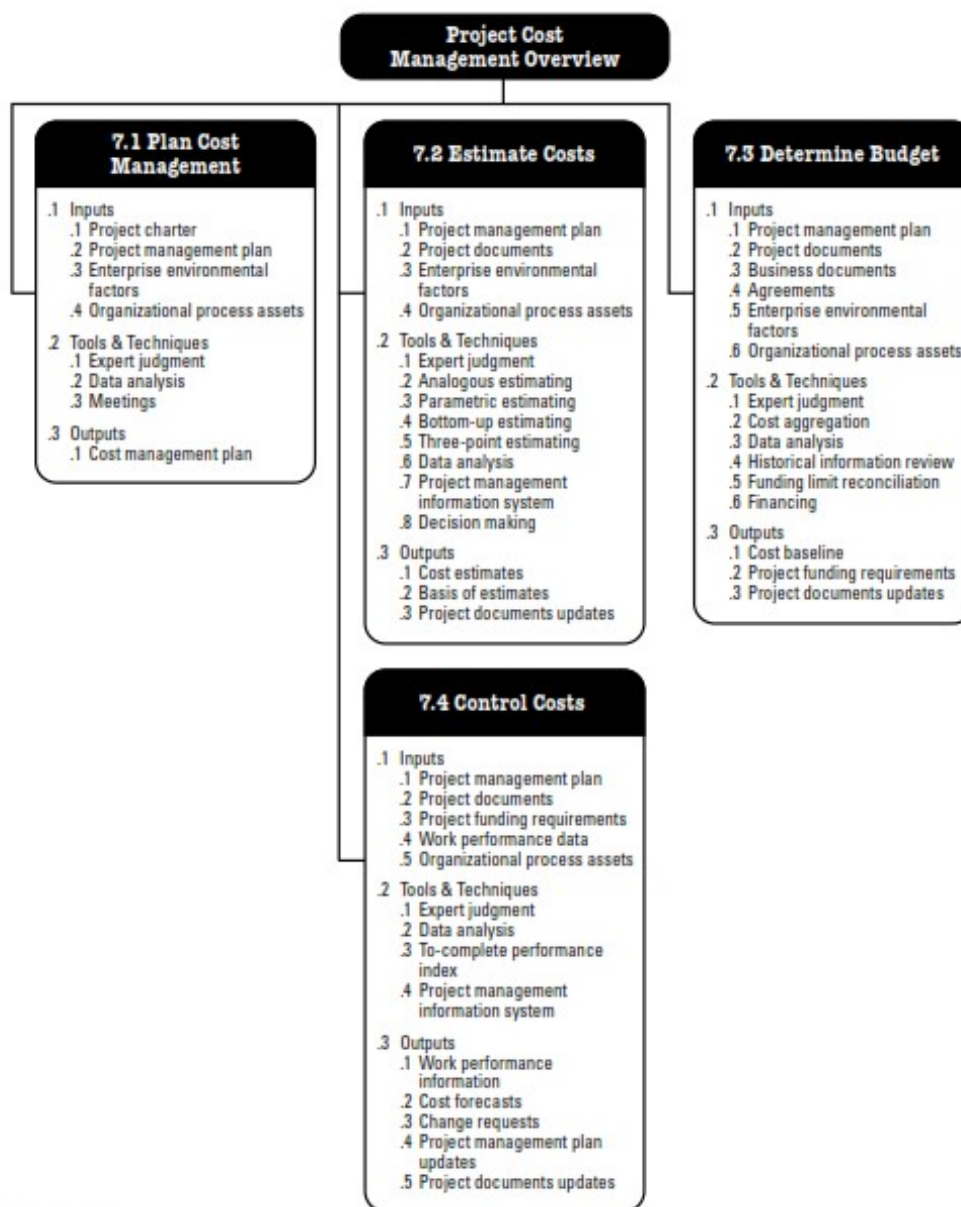 Project Cost
Management Overview
7.1 Plan Cost
Management
.1 Inputs
.1 Project charter
.2 Project management plan
.3 Enterprise environmental
factors
.4 Organizational process assets
.2 Tools & Techniques
.1 Expert judgment
.2 Data analysis
.3 Meetings
.3 Outputs
.1 Cost management plan
7.2 Estimate Costs
.1 Inputs
.1 Project management plan
.2 Project documents
.3 Enterprise environmental
factors
.4 Organizational process assets
.2 Tools & Techniques
.1 Expert judgment
.2 Analogous estimating
.3 Parametric estimating
.4 Bottom-up estimating
.5 Three-point estimating
.6 Data analysis
.7 Project management
information system
.8 Decision making
.3 Outputs
.1 Cost estimates
.2 Basis of estimates
.3 Project documents updates
7.3 Determine Budget
.1 Inputs
.1 Project management plan
.2 Project documents
.3 Business documents
.4 Agreements
.5 Enterprise environmental
factors
.6 Organizational process assets
.2 Tools & Techniques
.1 Expert judgment
.2 Cost aggregation
.3 Data analysis
.4 Historical information review
.5 Funding limit reconciliation
.6 Financing
.3 Outputs
.1 Cost baseline
.2 Project funding requirements
.3 Project documents updates
7.4 Control Costs
.1 Inputs
.1 Project management plan
.2 Project documents
.3 Project funding requirements
.4 Work performance data
.5 Organizational process assets
.2 Tools & Techniques
.1 Expert judgment
.2 Data analysis
.3 To-complete performance
index
.4 Project management
information system
.3 Outputs
.1 Work performance
information
.2 Cost forecasts
.3 Change requests
.4 Project management plan
updates
.5 Project documents updates